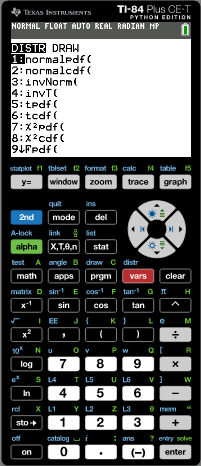 TEXAS INSTRUMENTS TI-84 Plus CE-T
PYTHON EDITION
NORMAL FLOAT AUTO REAL RADIAN MP
DISTR DRAW
1:normalpdf(
2:normalcdf(
3:invNorm(
4:invT(
5:tpdf(
6:tcdf(
7:χ²pdf(
8:χ²cdf(
9↓Fpdf(
statplot f1 tblset f2 format f3 calc f4 table f5
y= window zoom trace graph
quit ins
2nd mode del
A-lock link list
alpha X,T,θ,n stat
test A angle B draw C distr
math apps prgm vars clear
matrix D sin⁻¹ E cos⁻¹ F tan⁻¹ G π H
x⁻¹ sin cos tan ^
√ I EE J { K } L e M
x² , ( ) ÷
10ˣ N u O v P w Q [ R
log 7 8 9 ×
eˣ S L4 T L5 U L6 V ] W
ln 4 5 6 −
rcl X L1 Y L2 Z L3 θ mem "
sto→ 1 2 3 +
off catalog i : ans ? entry solve
on 0 . (−) enter